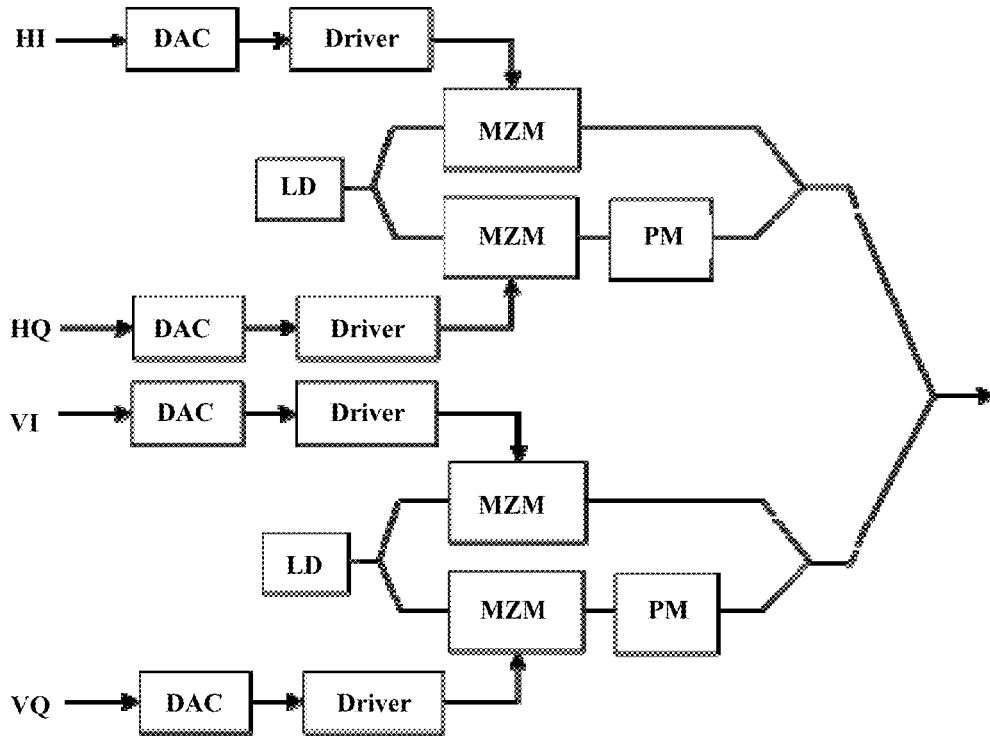 HI DAC Driver
MZM
LD
MZM PM
HQ DAC Driver
VI DAC Driver
MZM
LD
MZM PM
VQ DAC Driver